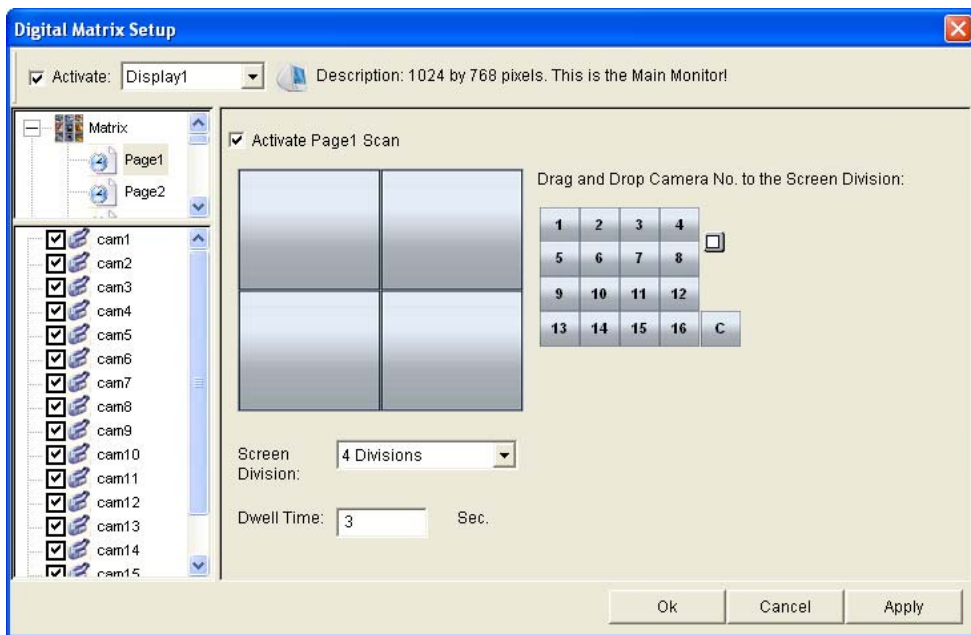 Digital Matrix Setup
Activate: Display1 Description: 1024 by 768 pixels. This is the Main Monitor!
Matrix
Page1
Page2
cam1
cam2
cam3
cam4
cam5
cam6
cam7
cam8
cam9
cam10
cam11
cam12
cam13
cam14
cam15
Activate Page1 Scan
Drag and Drop Camera No. to the Screen Division:
1 2 3 4
5 6 7 8
9 10 11 12
13 14 15 16 C
Screen Division: 4 Divisions
Dwell Time: 3 Sec.
Ok Cancel Apply